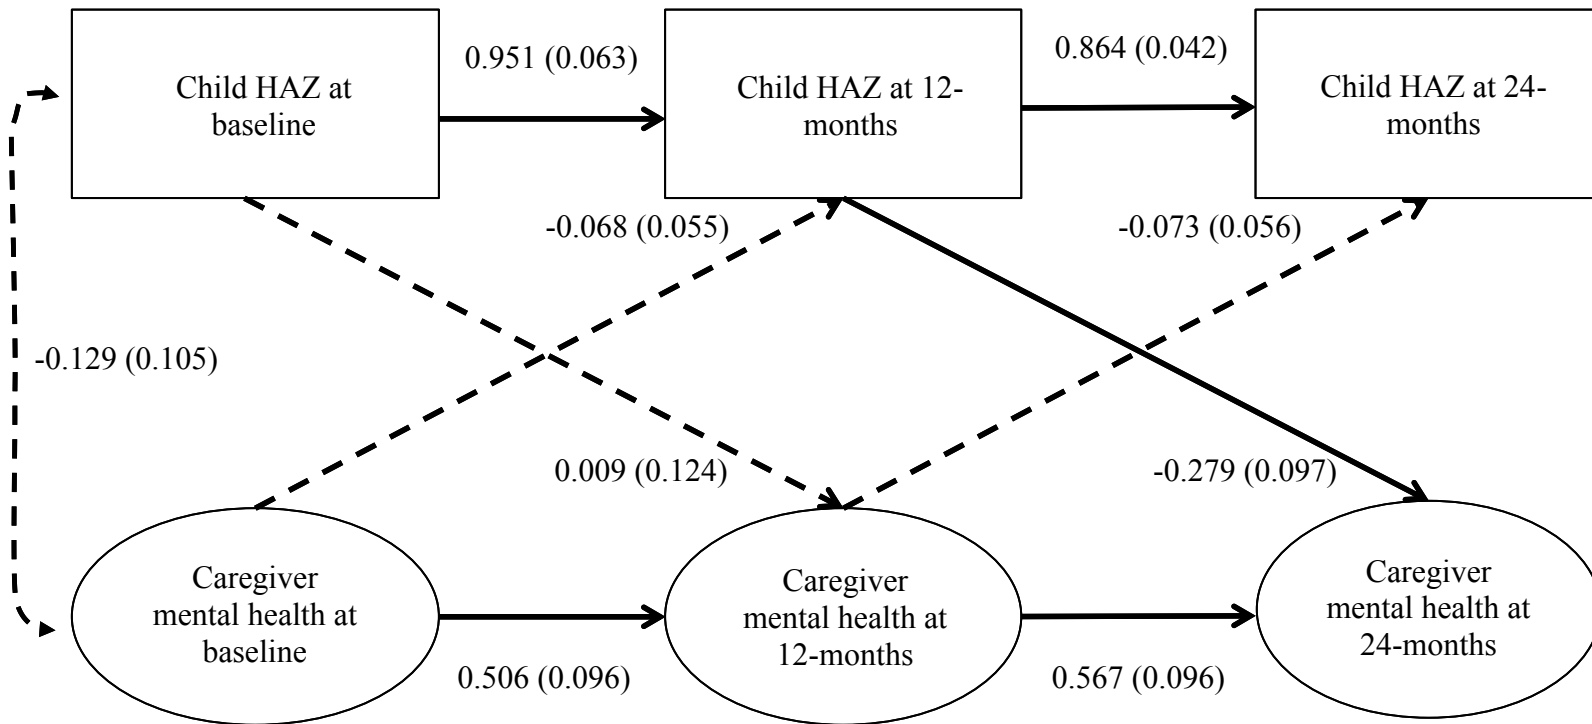 0.951 (0.063)
0.864 (0.042)
Child HAZ at
baseline
Child HAZ at 12-
months
Child HAZ at 24-
months
-0.068 (0.055)
-0.073 (0.056)
-0.129 (0.105)
0.009 (0.124)
-0.279 (0.097)
Caregiver
mental health at
baseline
Caregiver
mental health at
12-months
Caregiver
mental health at
24-months
0.506 (0.096)
0.567 (0.096)